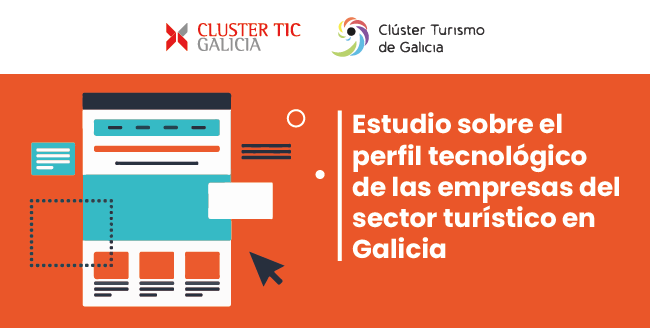 CLUSTER TIC
GALICIA
Clúster Turismo
de Galicia
Estudio sobre el
perfil tecnológico
de las empresas del
sector turístico en
Galicia